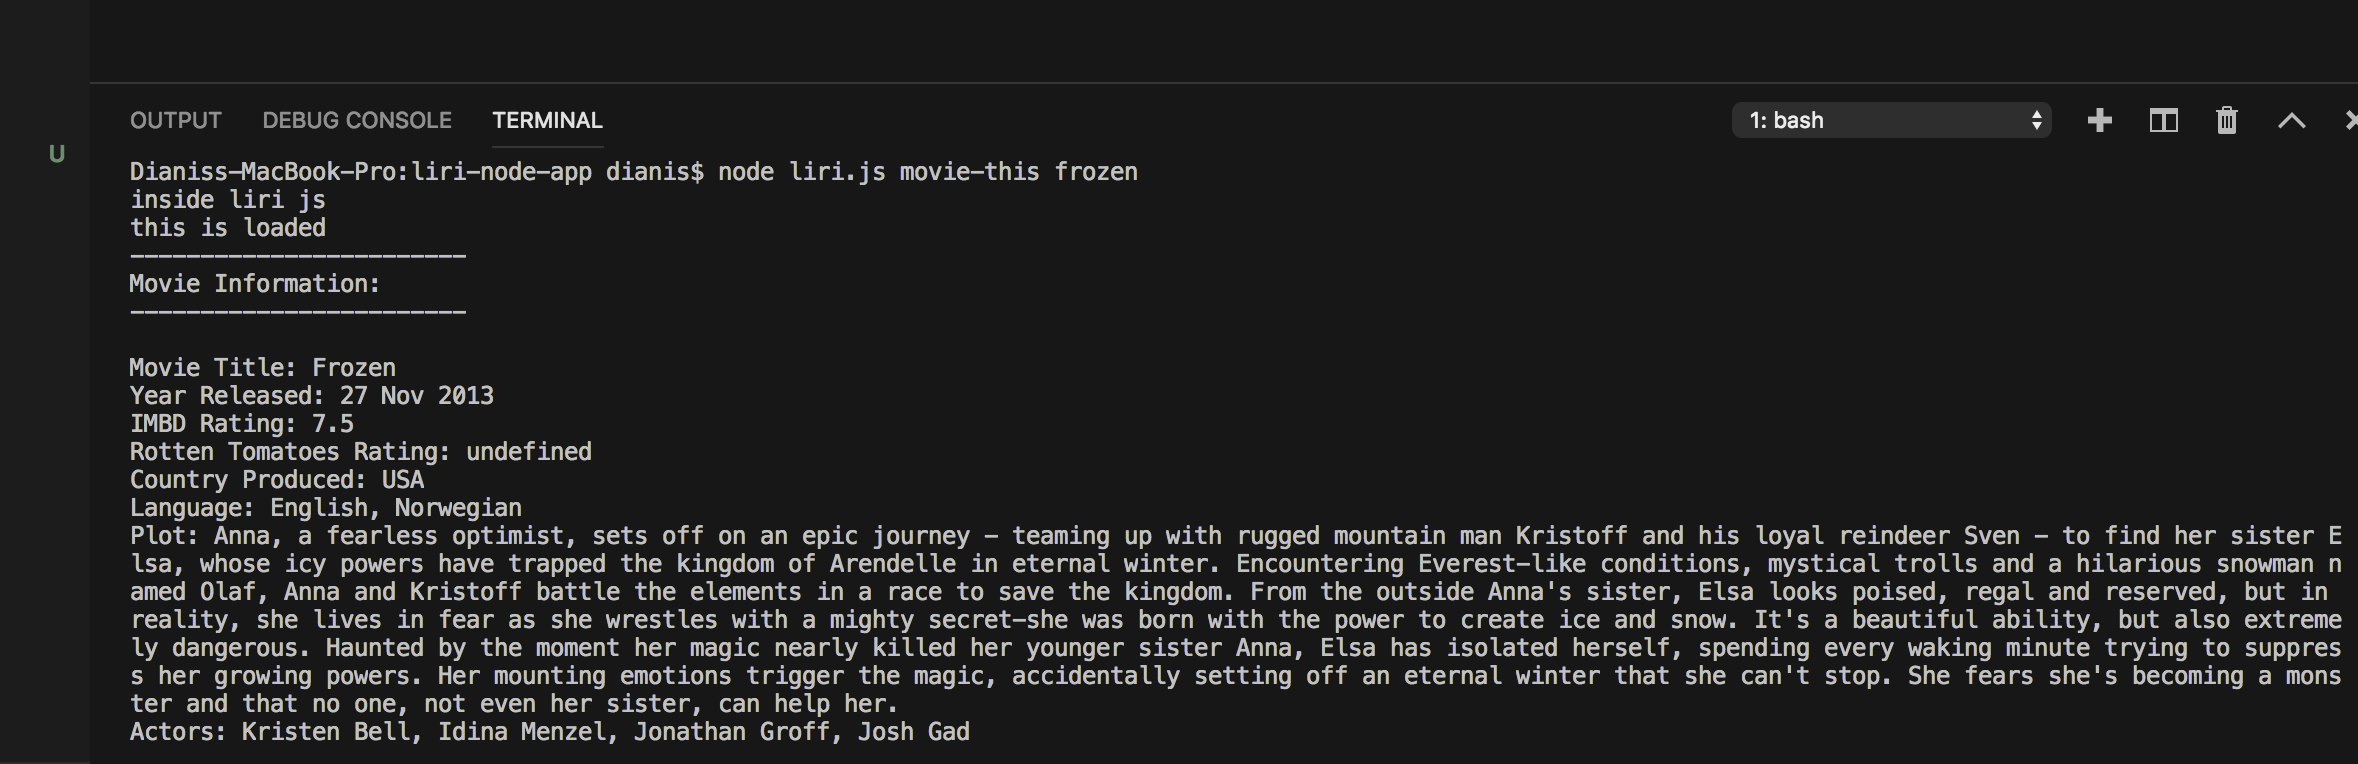 OUTPUT DEBUG CONSOLE TERMINAL 1: bash
U
Dianiss-MacBook-Pro:liri-node-app dianis$ node liri.js movie-this frozen
inside liri js
this is loaded
------------------------
Movie Information:
------------------------
Movie Title: Frozen
Year Released: 27 Nov 2013
IMBD Rating: 7.5
Rotten Tomatoes Rating: undefined
Country Produced: USA
Language: English, Norwegian
Plot: Anna, a fearless optimist, sets off on an epic journey - teaming up with rugged mountain man Kristoff and his loyal reindeer Sven - to find her sister E
lsa, whose icy powers have trapped the kingdom of Arendelle in eternal winter. Encountering Everest-like conditions, mystical trolls and a hilarious snowman n
amed Olaf, Anna and Kristoff battle the elements in a race to save the kingdom. From the outside Anna's sister, Elsa looks poised, regal and reserved, but in
reality, she lives in fear as she wrestles with a mighty secret-she was born with the power to create ice and snow. It's a beautiful ability, but also extreme
ly dangerous. Haunted by the moment her magic nearly killed her younger sister Anna, Elsa has isolated herself, spending every waking minute trying to suppres
s her growing powers. Her mounting emotions trigger the magic, accidentally setting off an eternal winter that she can't stop. She fears she's becoming a mons
ter and that no one, not even her sister, can help her.
Actors: Kristen Bell, Idina Menzel, Jonathan Groff, Josh Gad